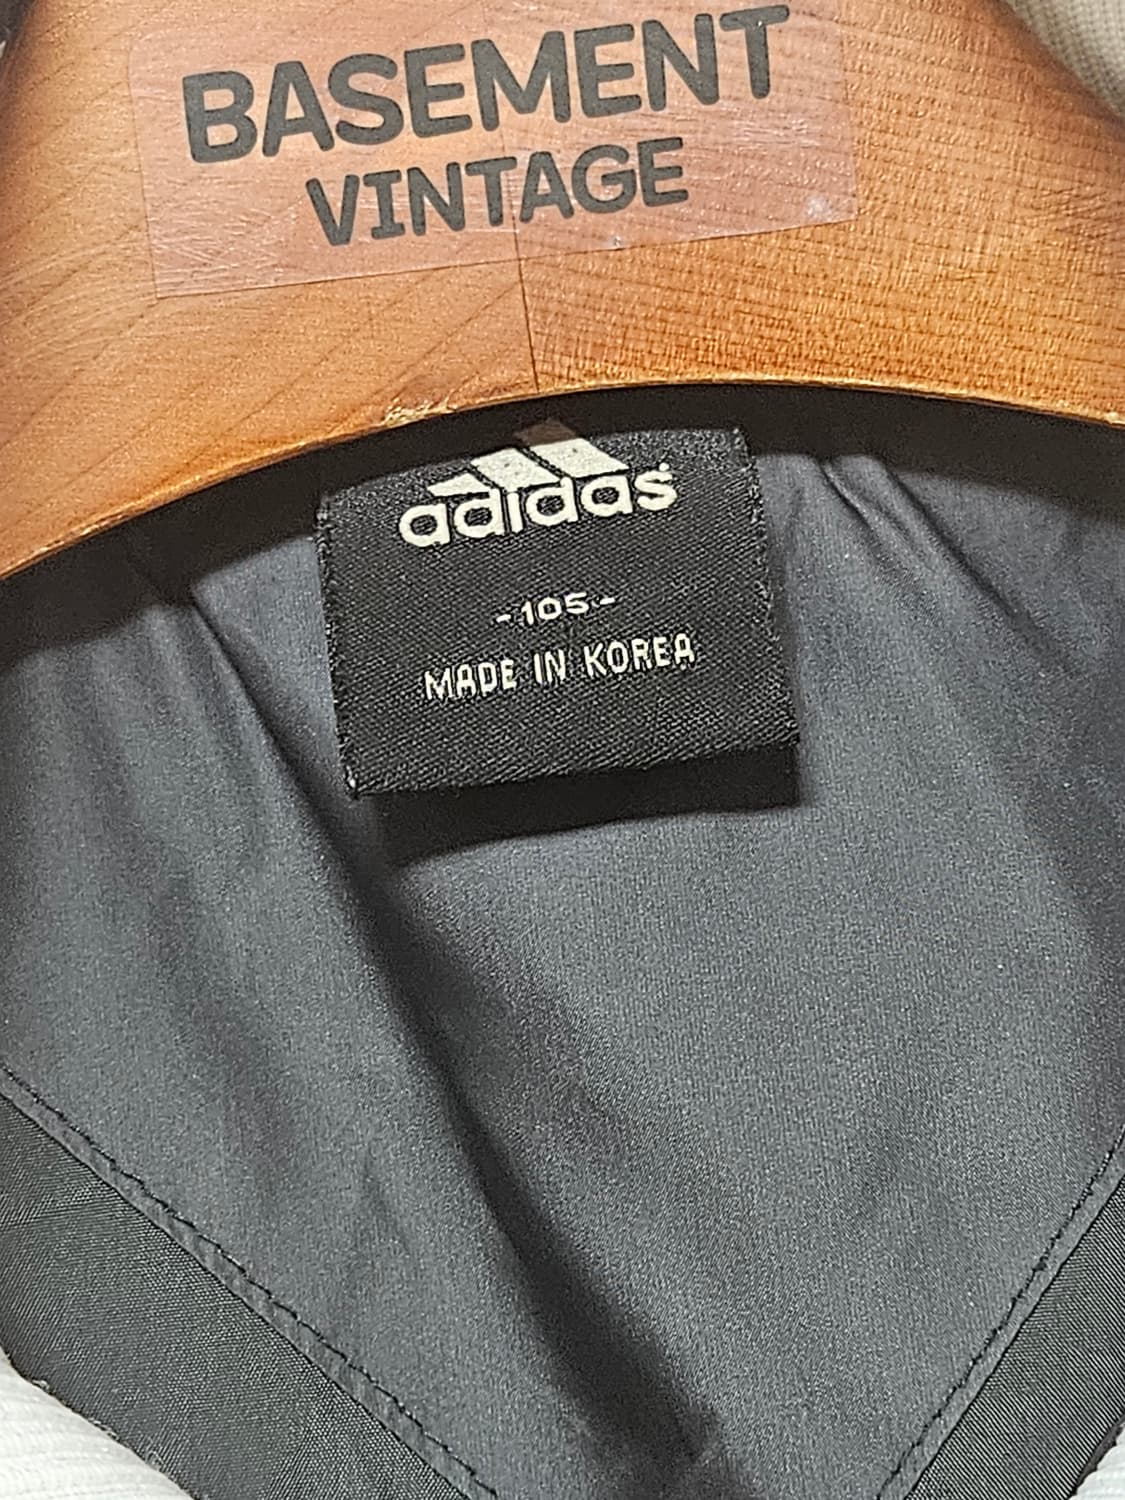 BASEMENT
VINTAGE
adidas®
-105-
MADE IN KOREA